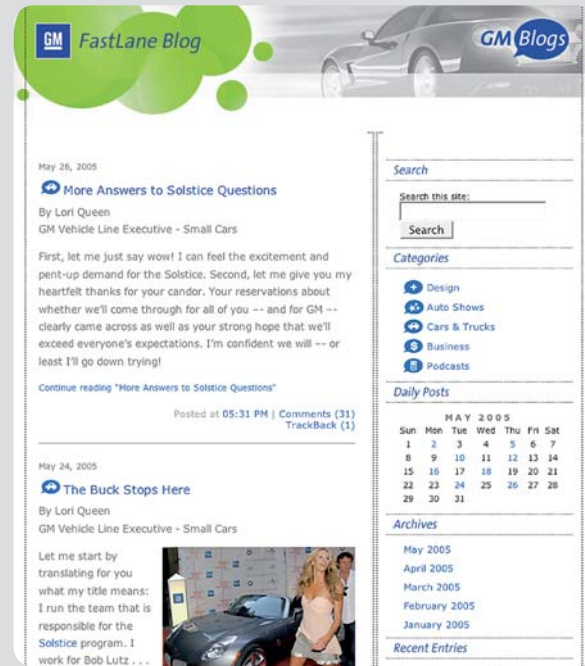 GM FastLane Blog
GM Blogs
May 26, 2005
More Answers to Solstice Questions
By Lori Queen
GM Vehicle Line Executive - Small Cars
First, let me just say wow! I can feel the excitement and
pent-up demand for the Solstice. Second, let me give you my
heartfelt thanks for your candor. Your reservations about
whether we'll come through for all of you -- and for GM --
clearly came across as well as your strong hope that we'll
exceed everyone's expectations. I'm confident we will -- or
least I'll go down trying!
Continue reading "More Answers to Solstice Questions"
Posted at 05:31 PM | Comments (31)
TrackBack (1)
May 24, 2005
The Buck Stops Here
By Lori Queen
GM Vehicle Line Executive - Small Cars
Let me start by
translating for you
what my title means:
I run the team that is
responsible for the
Solstice program. I
work for Bob Lutz . . .
Search
Search this site:
Search
Categories
Design
Auto Shows
Cars & Trucks
Business
Podcasts
Daily Posts
MAY 2005
Sun Mon Tue Wed Thu Fri Sat
1 2 3 4 5 6 7
8 9 10 11 12 13 14
15 16 17 18 19 20 21
22 23 24 25 26 27 28
29 30 31
Archives
May 2005
April 2005
March 2005
February 2005
January 2005
Recent Entries